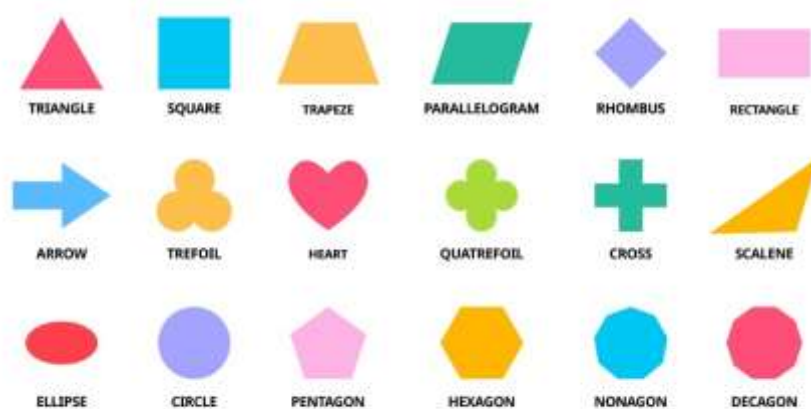 TRIANGLE SQUARE TRAPEZE PARALLELOGRAM RHOMBUS RECTANGLE
ARROW TREFOIL HEART QUATREFOIL CROSS SCALENE
ELLIPSE CIRCLE PENTAGON HEXAGON NONAGON DECAGON